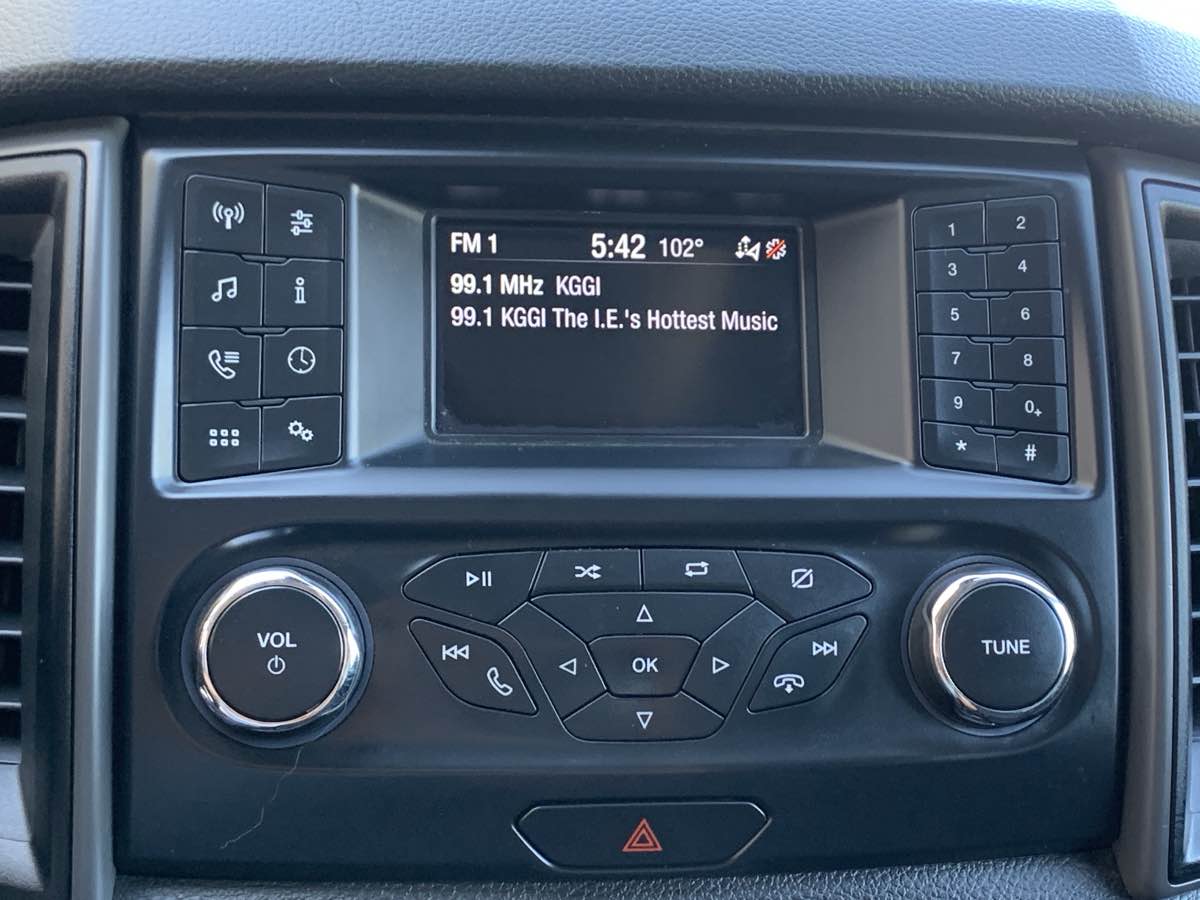 FM 1 5:42 102°
99.1 MHz KGGI
99.1 KGGI The I.E.'s Hottest Music
1 2
3 4
5 6
7 8
9 0+
* #
VOL
OK
TUNE